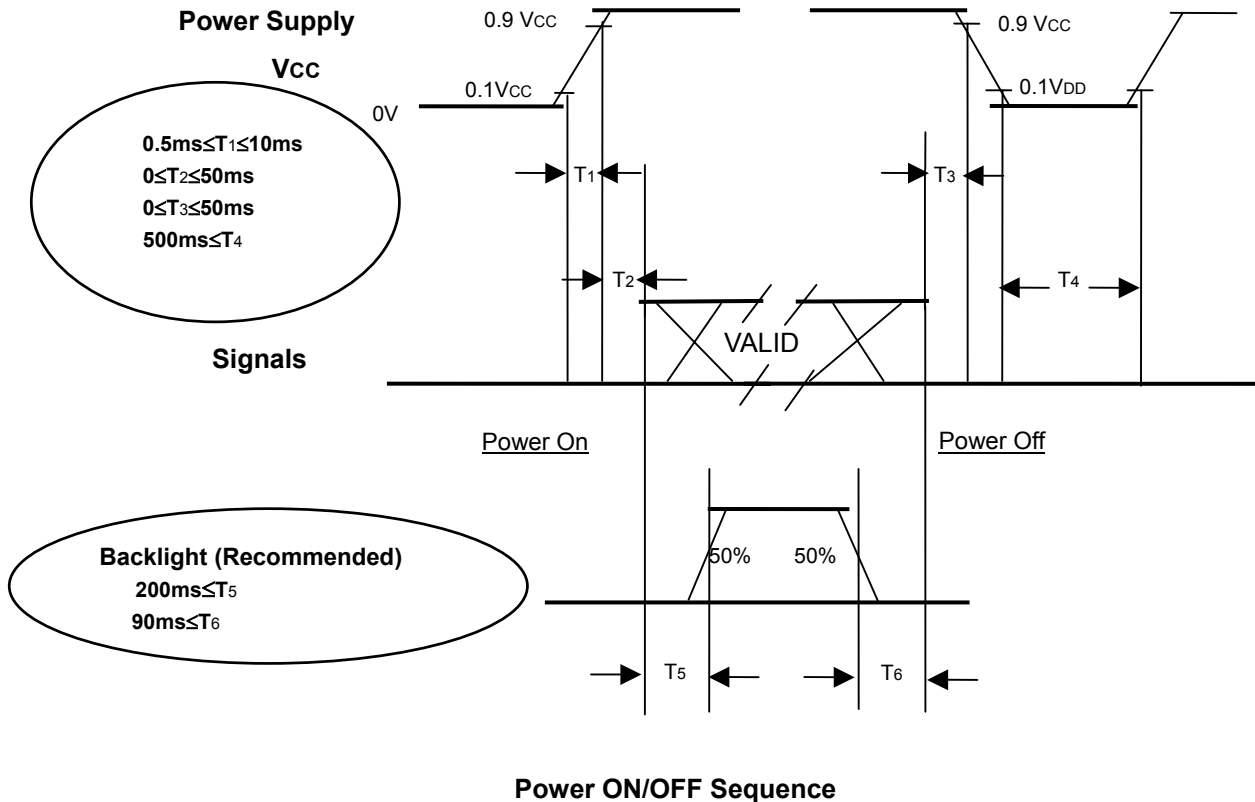 Power Supply
0.9 VCC
0.9 VCC
VCC
0.1VCC
0.1VDD
0V
0.5ms≤T1≤10ms
0≤T2≤50ms
0≤T3≤50ms
500ms≤T4
T1
T3
T2
T4
VALID
Signals
Power On
Power Off
Backlight (Recommended)
200ms≤T5
90ms≤T6
50%
50%
T5
T6
Power ON/OFF Sequence